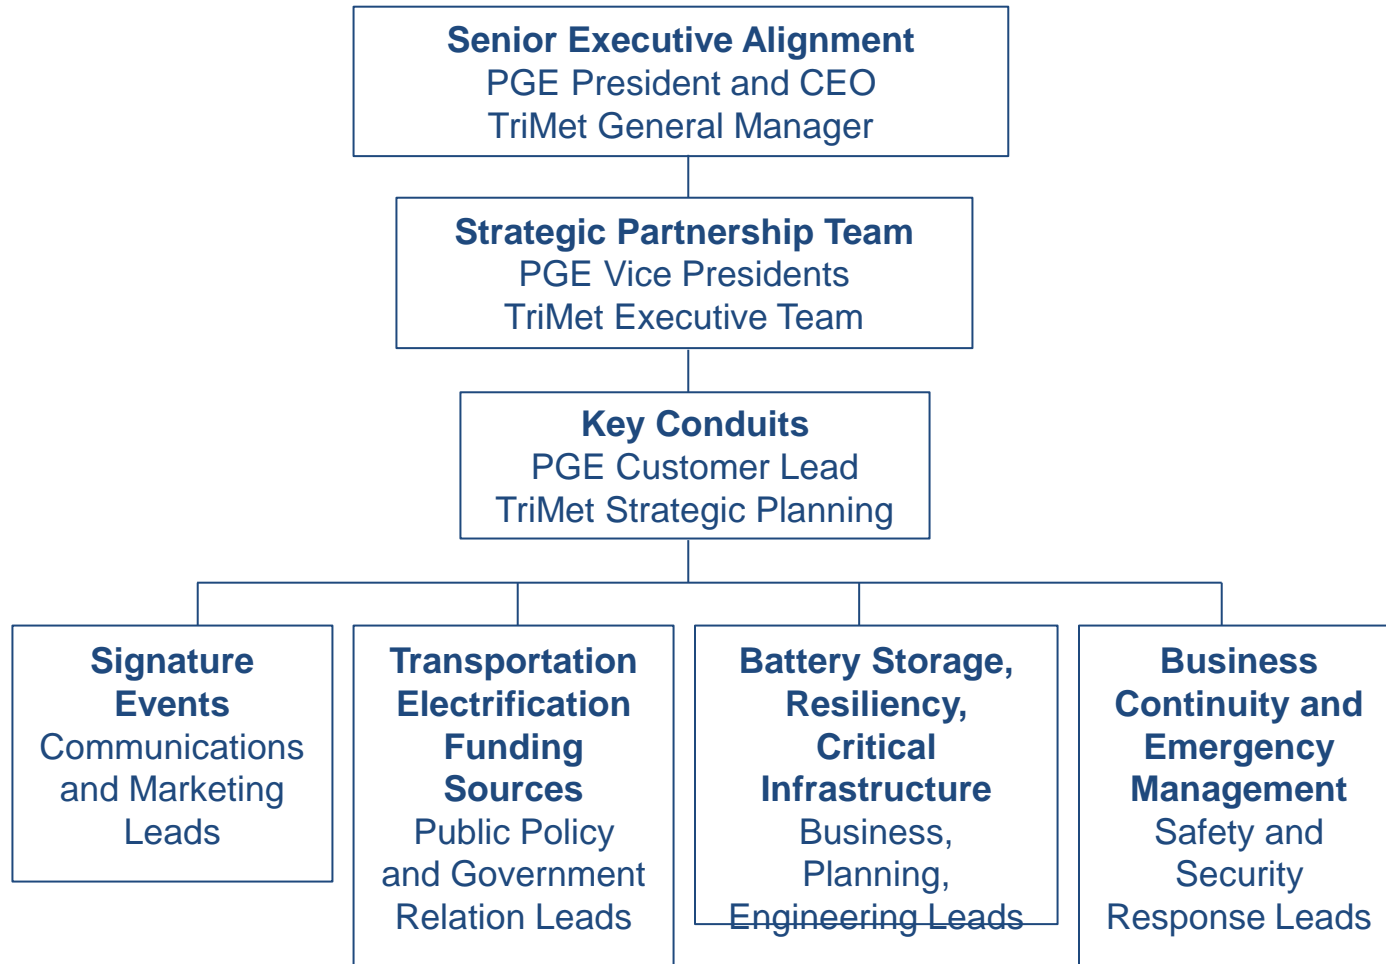 Senior Executive Alignment
PGE President and CEO
TriMet General Manager
Strategic Partnership Team
PGE Vice Presidents
TriMet Executive Team
Key Conduits
PGE Customer Lead
TriMet Strategic Planning
Signature
Events
Communications
and Marketing
Leads
Transportation
Electrification
Funding
Sources
Public Policy
and Government
Relation Leads
Battery Storage,
Resiliency,
Critical
Infrastructure
Business,
Planning,
Engineering Leads
Business
Continuity and
Emergency
Management
Safety and
Security
Response Leads